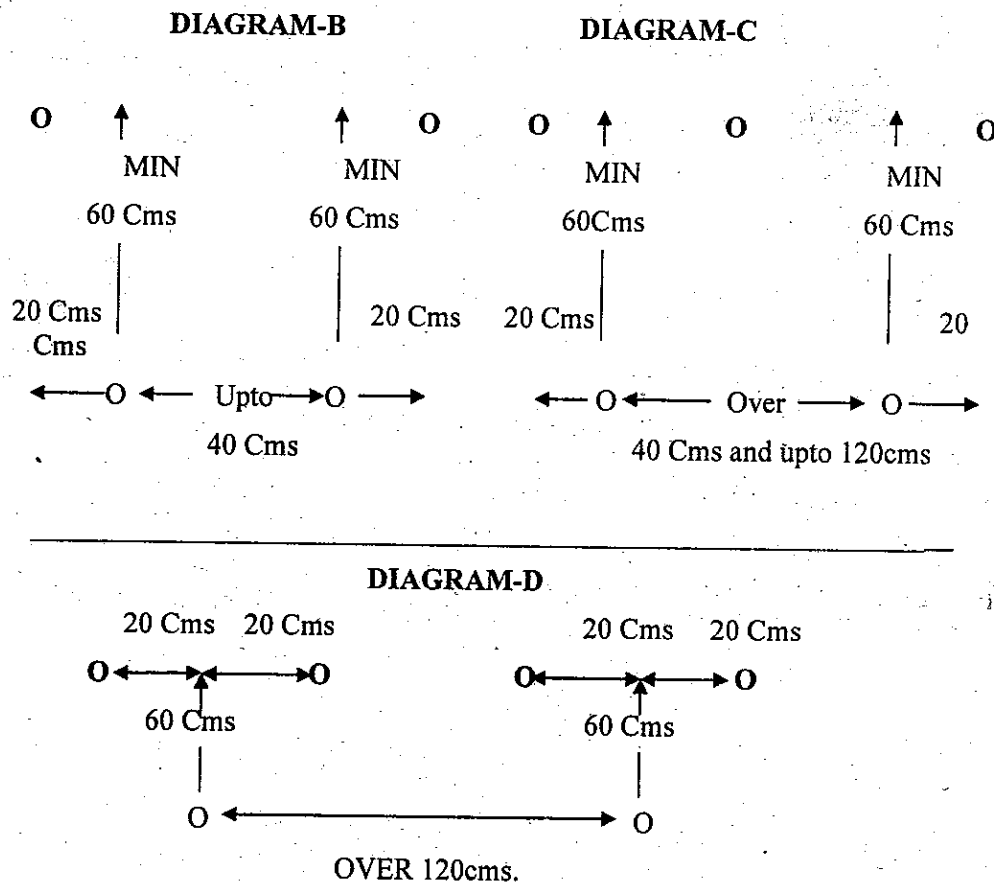 DIAGRAM-B DIAGRAM-C
O O O O O
MIN MIN MIN MIN
60 Cms 60 Cms 60Cms 60 Cms
20 Cms 20 Cms 20 Cms 20
Cms
O Upto O O Over O
40 Cms 40 Cms and upto 120cms
DIAGRAM-D
20 Cms 20 Cms 20 Cms 20 Cms
O O O O
60 Cms 60 Cms
O O
OVER 120cms.